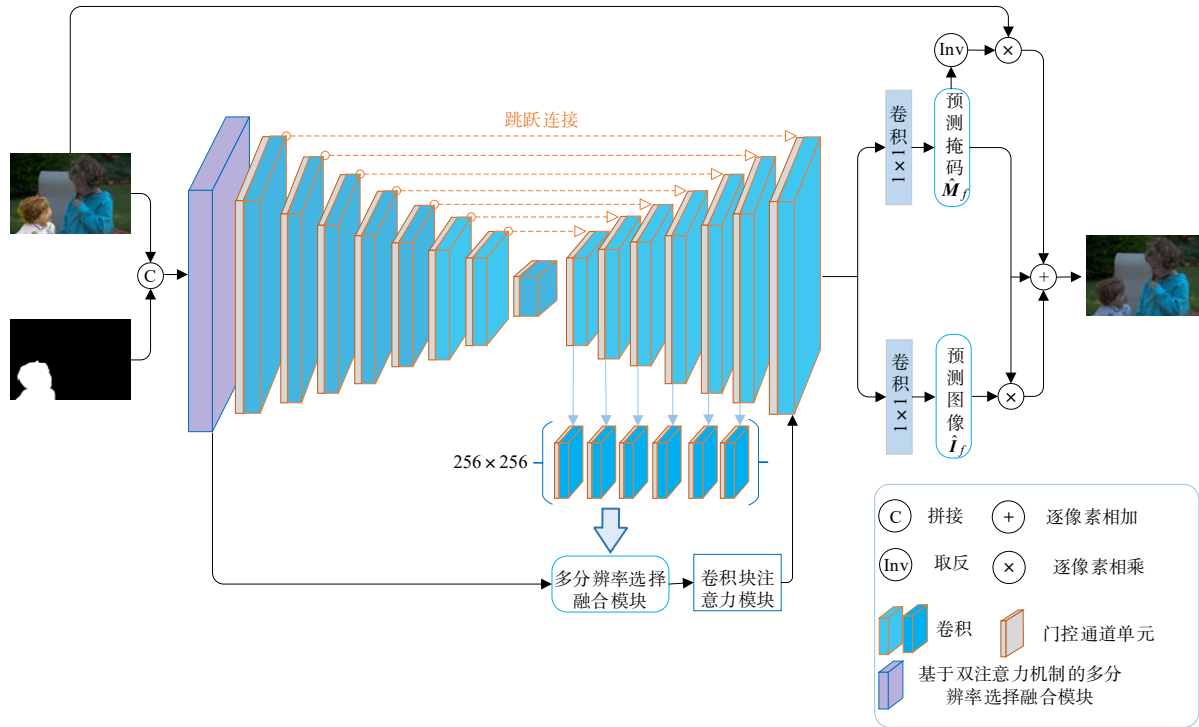 跳跃连接
C
Inv
×
卷积 1×1
预测掩码 M̂f
+
卷积 1×1
预测图像 Îf
×
256×256
多分辨率选择
融合模块
卷积块注
意力模块
C 拼接 + 逐像素相加
Inv 取反 × 逐像素相乘
卷积 门控通道单元
基于双注意力机制的多分
辨率选择融合模块